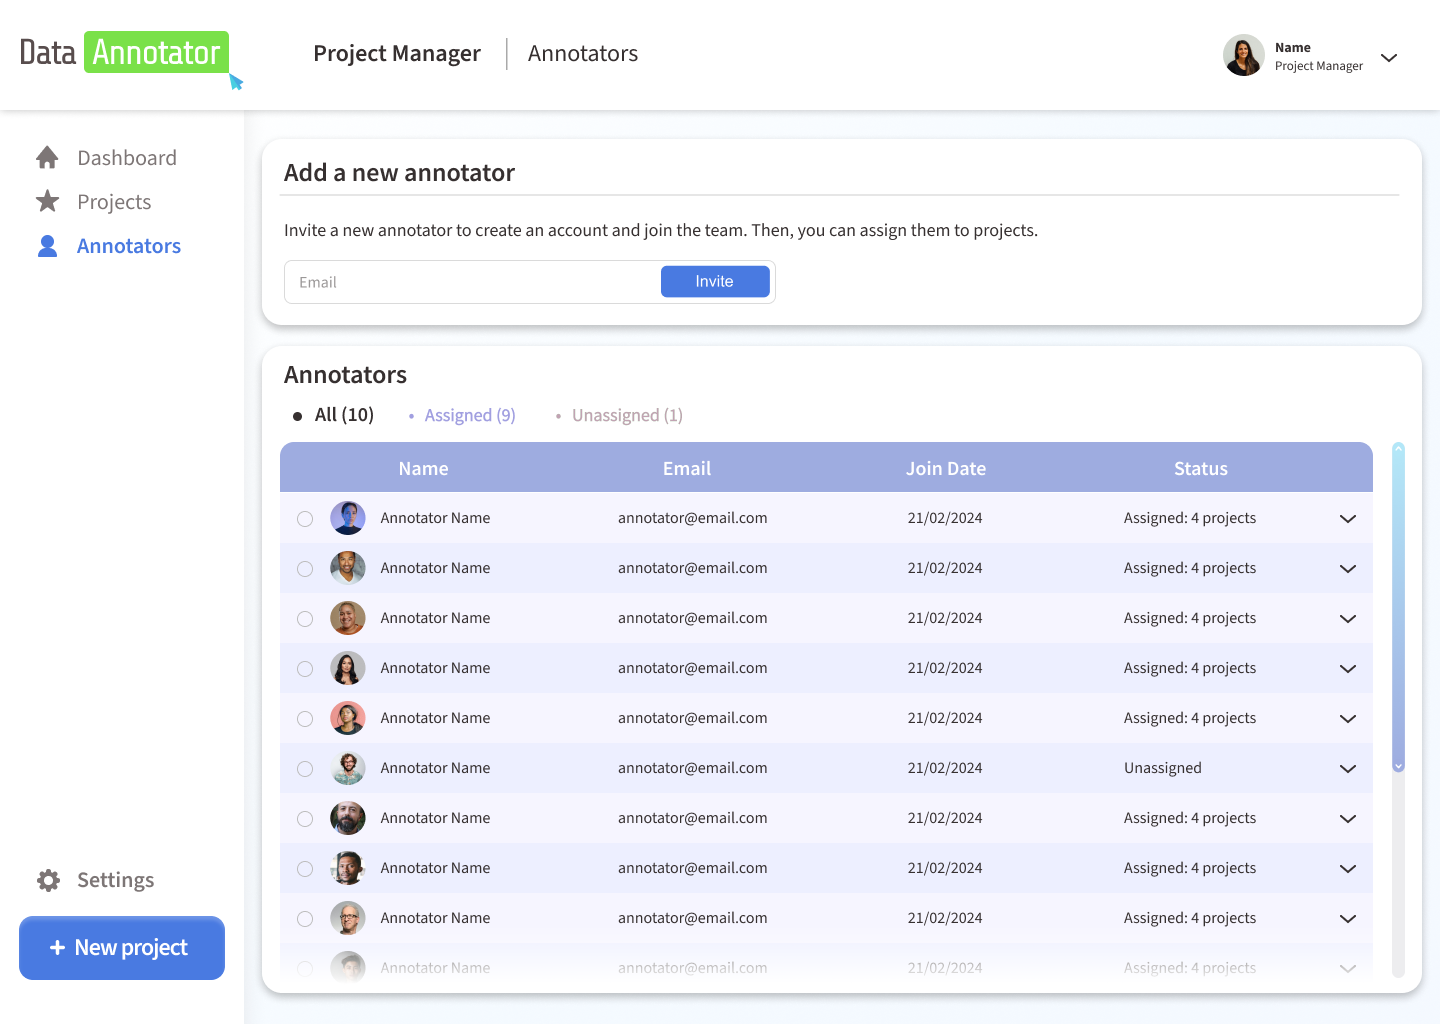 Data Annotator
Project Manager
Annotators
Name
Project Manager
Dashboard
Projects
Annotators
Settings
+ New project
Add a new annotator
Invite a new annotator to create an account and join the team. Then, you can assign them to projects.
Email
Invite
Annotators
All (10)
Assigned (9)
Unassigned (1)
Name Email Join Date Status
Annotator Name annotator@email.com 21/02/2024 Assigned: 4 projects
Annotator Name annotator@email.com 21/02/2024 Assigned: 4 projects
Annotator Name annotator@email.com 21/02/2024 Assigned: 4 projects
Annotator Name annotator@email.com 21/02/2024 Assigned: 4 projects
Annotator Name annotator@email.com 21/02/2024 Assigned: 4 projects
Annotator Name annotator@email.com 21/02/2024 Unassigned
Annotator Name annotator@email.com 21/02/2024 Assigned: 4 projects
Annotator Name annotator@email.com 21/02/2024 Assigned: 4 projects
Annotator Name annotator@email.com 21/02/2024 Assigned: 4 projects
Annotator Name annotator@email.com 21/02/2024 Assigned: 4 projects